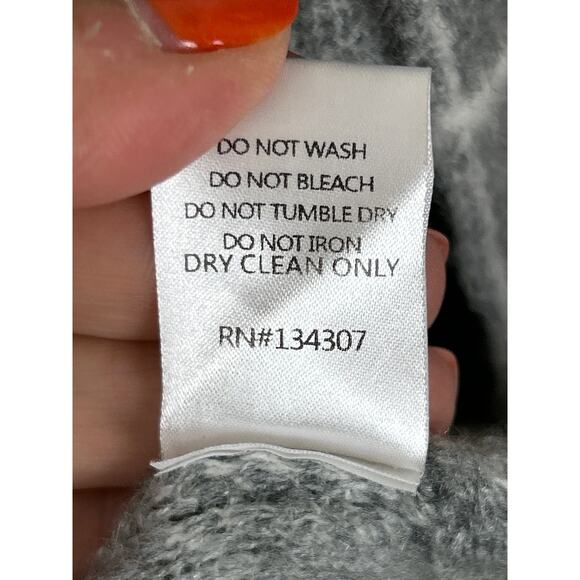 DO NOT WASH
DO NOT BLEACH
DO NOT TUMBLE DRY
DO NOT IRON
DRY CLEAN ONLY
RN#134307